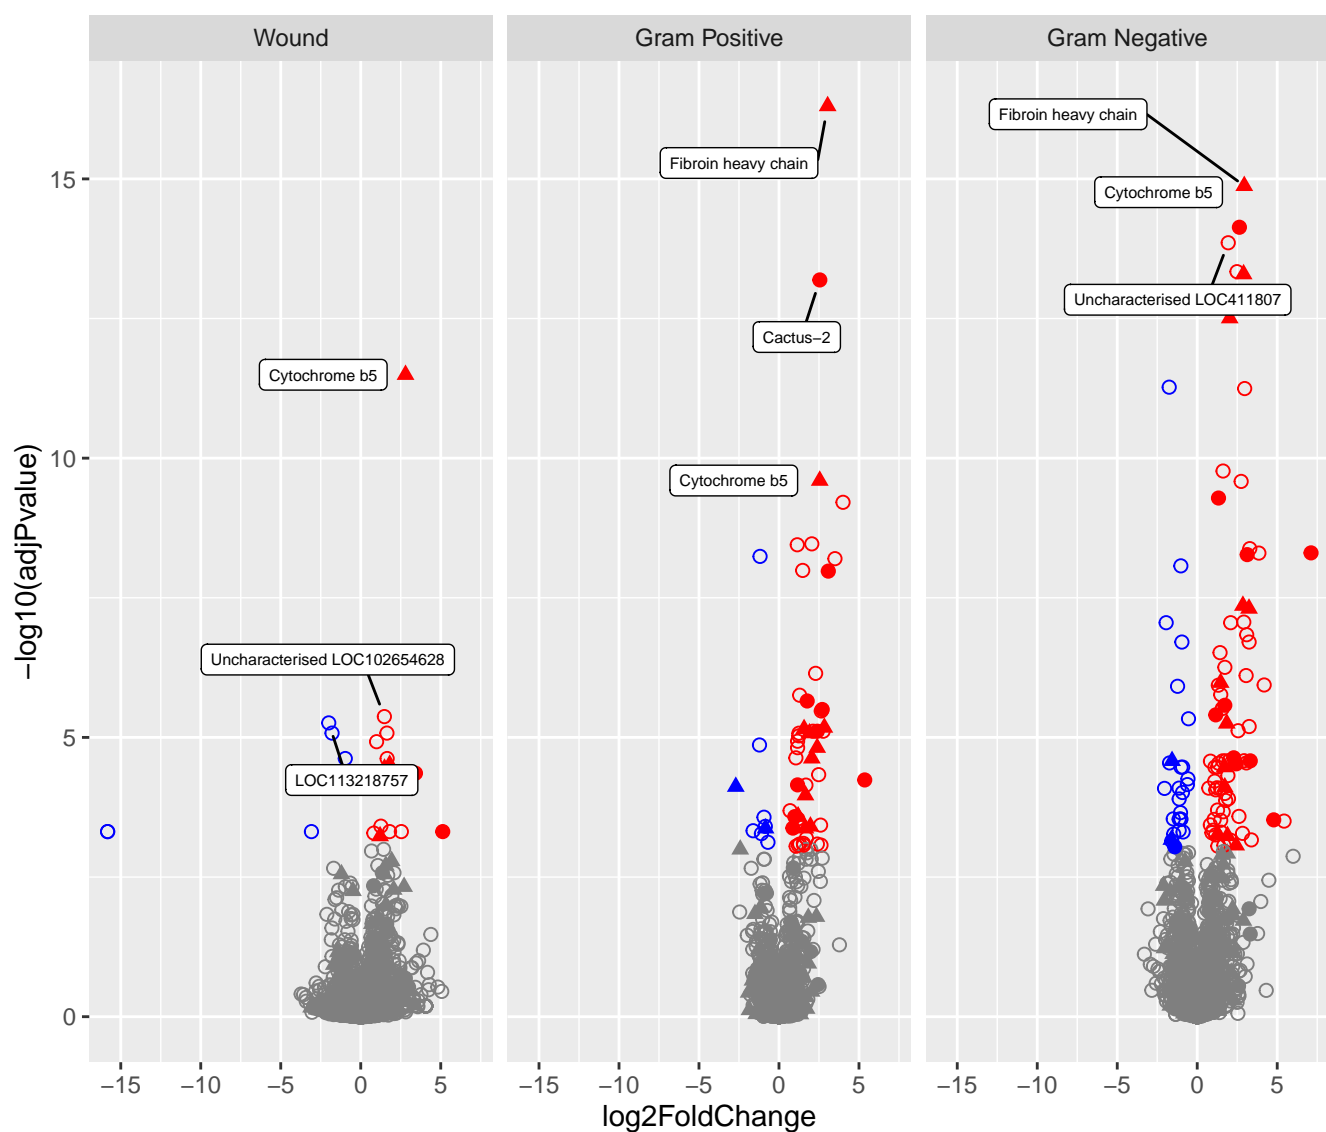 Wound
Gram Positive
Gram Negative
Fibroin heavy chain
Fibroin heavy chain
Cytochrome b5
Uncharacterised LOC411807
Cactus−2
Cytochrome b5
Cytochrome b5
Uncharacterised LOC102654628
LOC113218757
15
10
5
0
−log10(adjPvalue)
−15 −10 −5 0 5
−15 −10 −5 0 5
−15 −10 −5 0 5
log2FoldChange